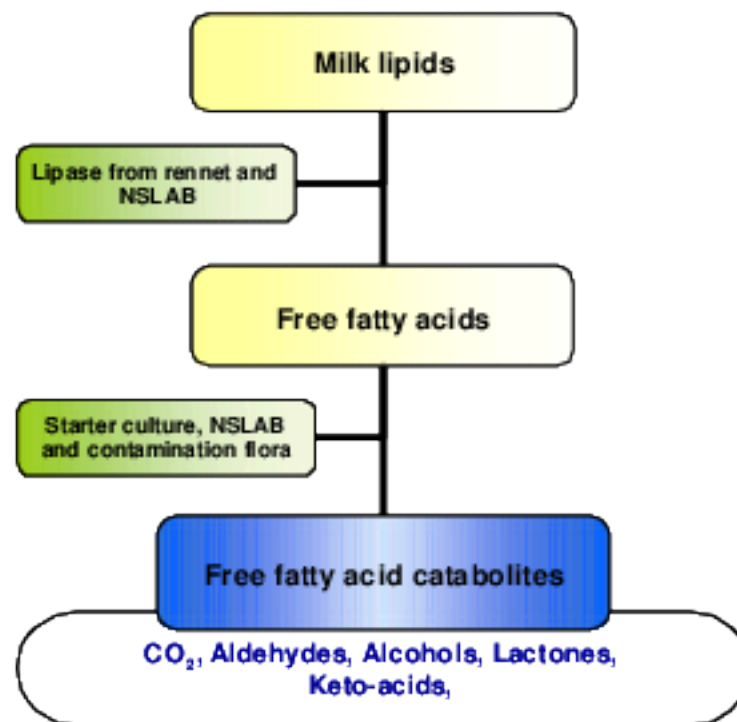 Milk lipids
Lipase from rennet and
NSLAB
Free fatty acids
Starter culture, NSLAB
and contamination flora
Free fatty acid catabolites
CO₂, Aldehydes, Alcohols, Lactones,
Keto-acids,